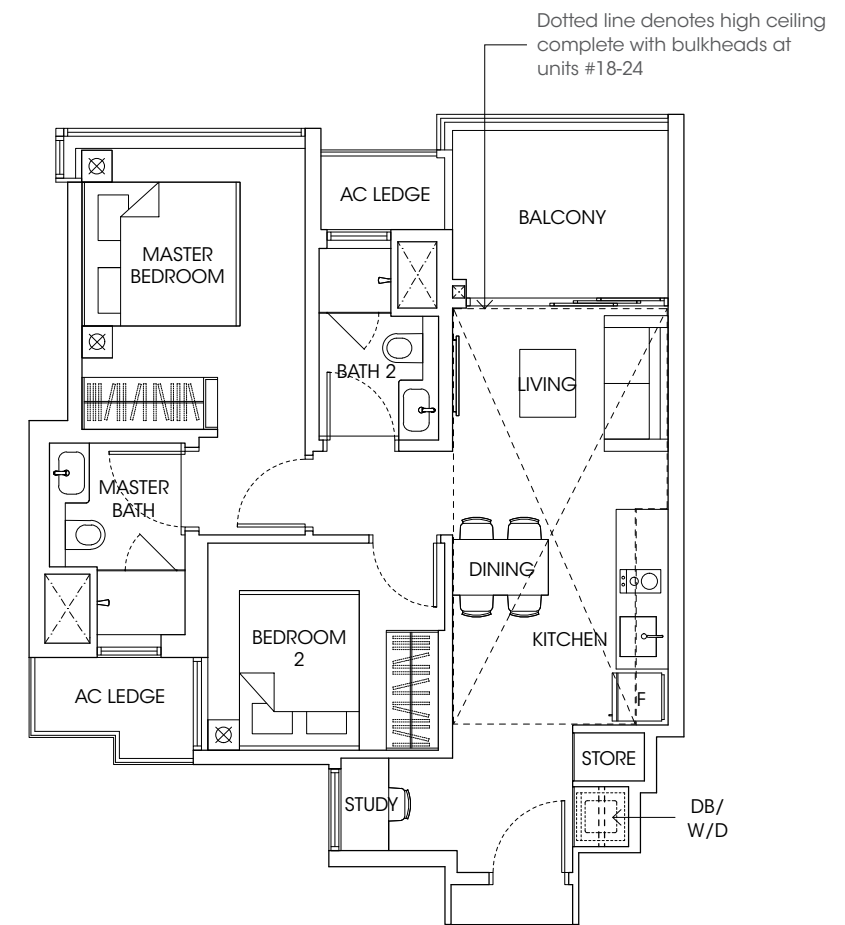 Dotted line denotes high ceiling
complete with bulkheads at
units #18-24
AC LEDGE
BALCONY
MASTER
BEDROOM
BATH 2
LIVING
MASTER
BATH
DINING
BEDROOM
2
KITCHEN
AC LEDGE
F
STORE
STUDY
DB/
W/D